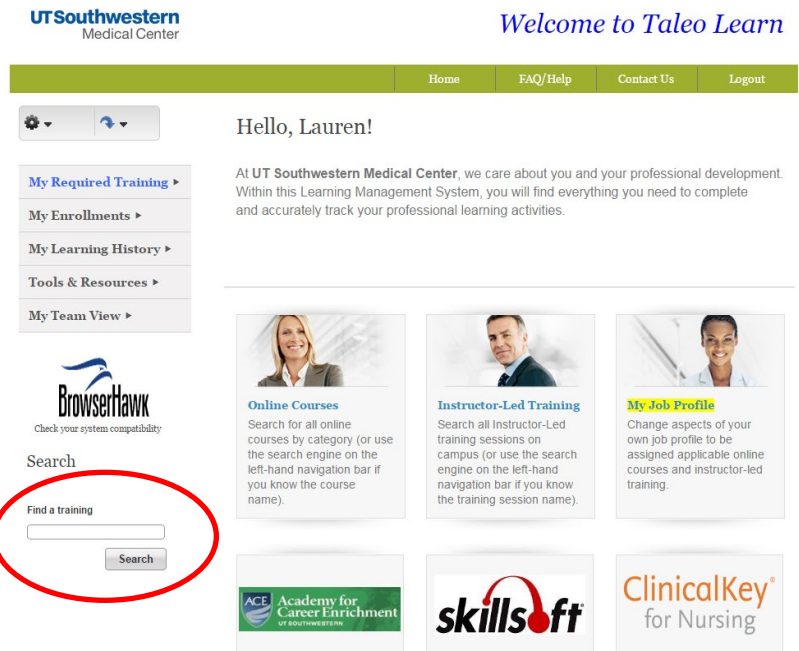 UTSouthwestern
Medical Center
Welcome to Taleo Learn
Home FAQ/Help Contact Us Logout
Hello, Lauren!
At UT Southwestern Medical Center, we care about you and your professional development.
Within this Learning Management System, you will find everything you need to complete
and accurately track your professional learning activities.
My Required Training
My Enrollments
My Learning History
Tools & Resources
My Team View
BrowserHawk
Check your system compatibility
Search
Find a training
Search
Online Courses
Search for all online
courses by category (or use
the search engine on the
left-hand navigation bar if
you know the course
name).
Instructor-Led Training
Search all Instructor-Led
training sessions on
campus (or use the search
engine on the left-hand
navigation bar if you know
the training session name).
My Job Profile
Change aspects of your
own job profile to be
assigned applicable online
courses and instructor-led
training.
ACE Academy for
Career Enrichment
UT SOUTHWESTERN
skillsoft
ClinicalKey®
for Nursing